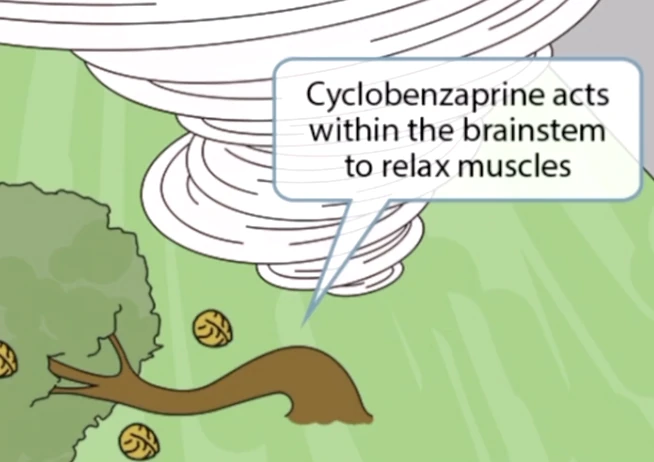 Cyclobenzaprine acts
within the brainstem
to relax muscles